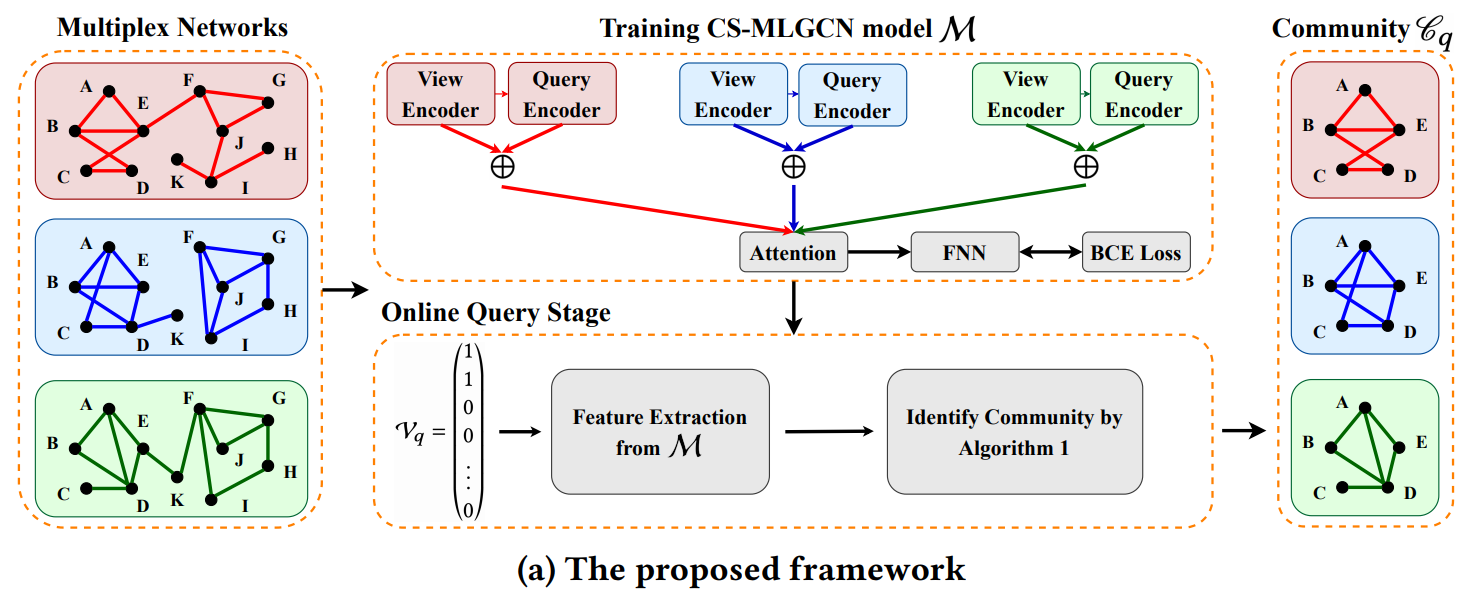 Multiplex Networks
Training CS-MLGCN model ℳ
Community 𝒞q
A
B
C
D
E
F
G
H
I
J
K
A
B
C
D
E
F
G
H
I
J
K
A
B
C
D
E
F
G
H
I
J
K
View
Encoder
Query
Encoder
View
Encoder
Query
Encoder
View
Encoder
Query
Encoder
⊕
⊕
⊕
Attention
FNN
BCE Loss
Online Query Stage
𝒱q =
1
1
0
0
⋮
0
Feature Extraction
from ℳ
Identify Community by
Algorithm 1
A
B
C
D
E
A
B
C
D
E
A
B
C
D
E
(a) The proposed framework